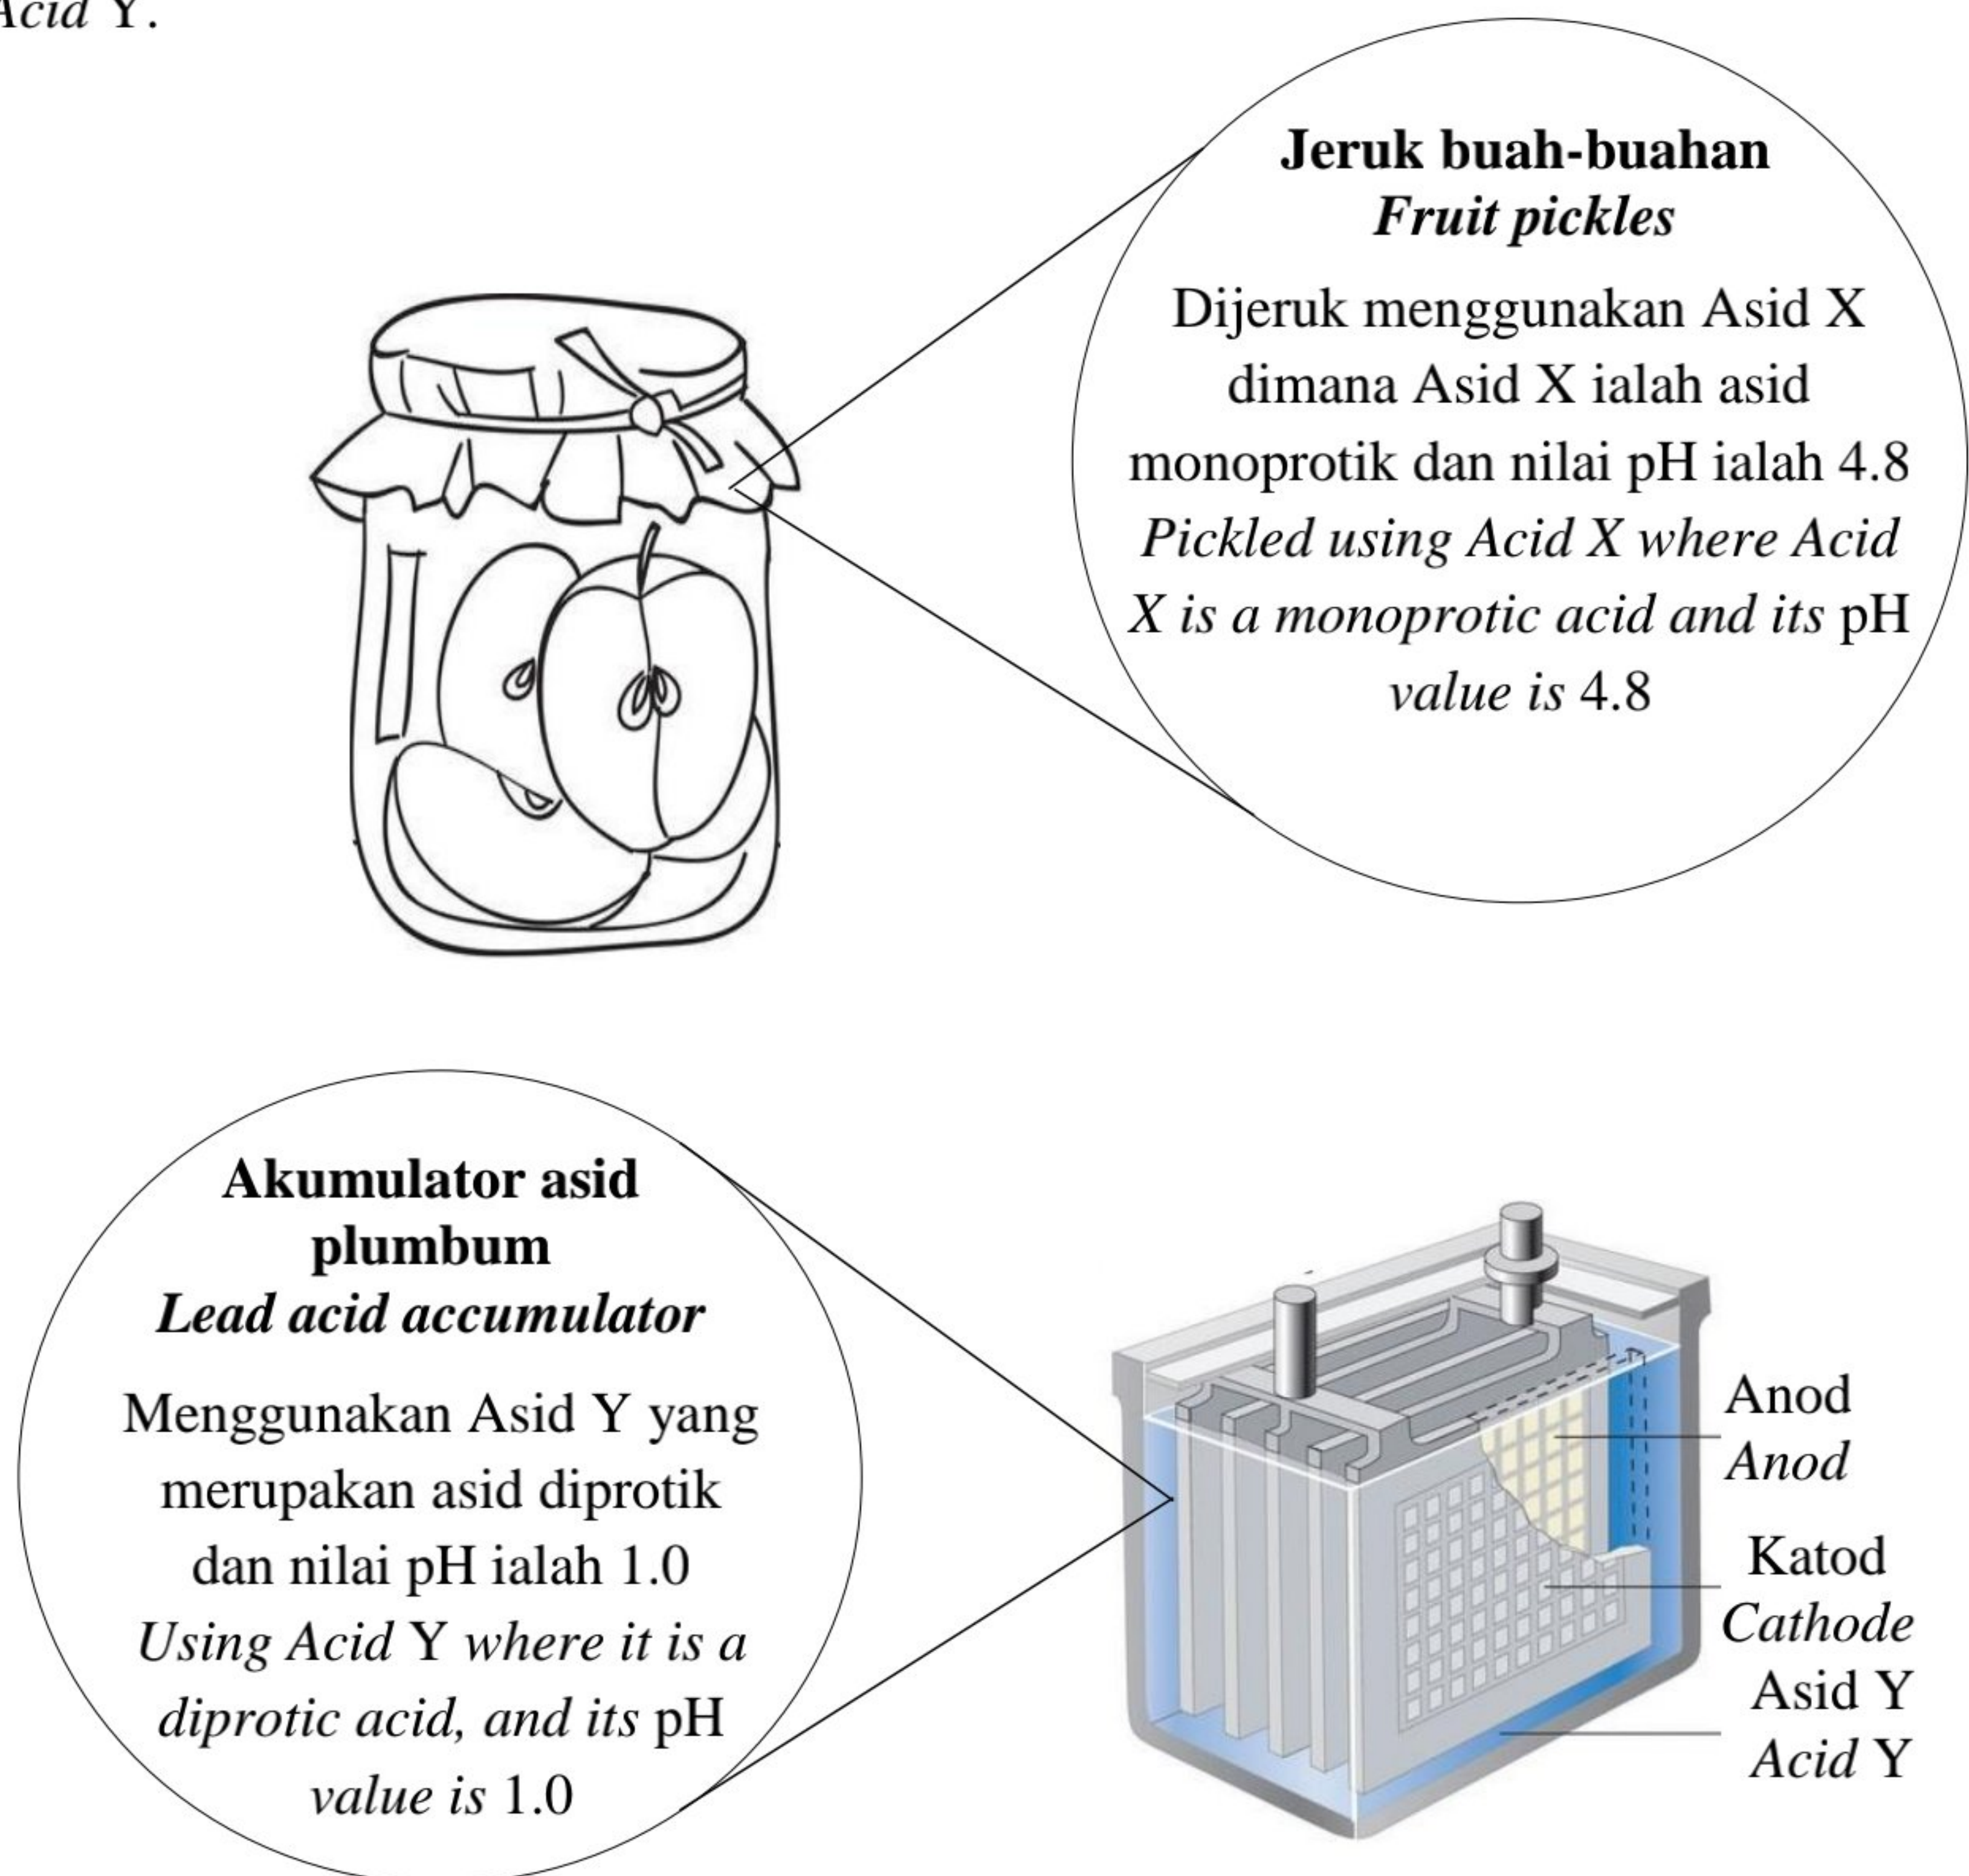 Acid Y.
Jeruk buah-buahan
Fruit pickles
Dijeruk menggunakan Asid X
dimana Asid X ialah asid
monoprotik dan nilai pH ialah 4.8
Pickled using Acid X where Acid
X is a monoprotic acid and its pH
value is 4.8
Akumulator asid
plumbum
Lead acid accumulator
Menggunakan Asid Y yang
merupakan asid diprotik
dan nilai pH ialah 1.0
Using Acid Y where it is a
diprotic acid, and its pH
value is 1.0
Anod
Anod
Katod
Cathode
Asid Y
Acid Y